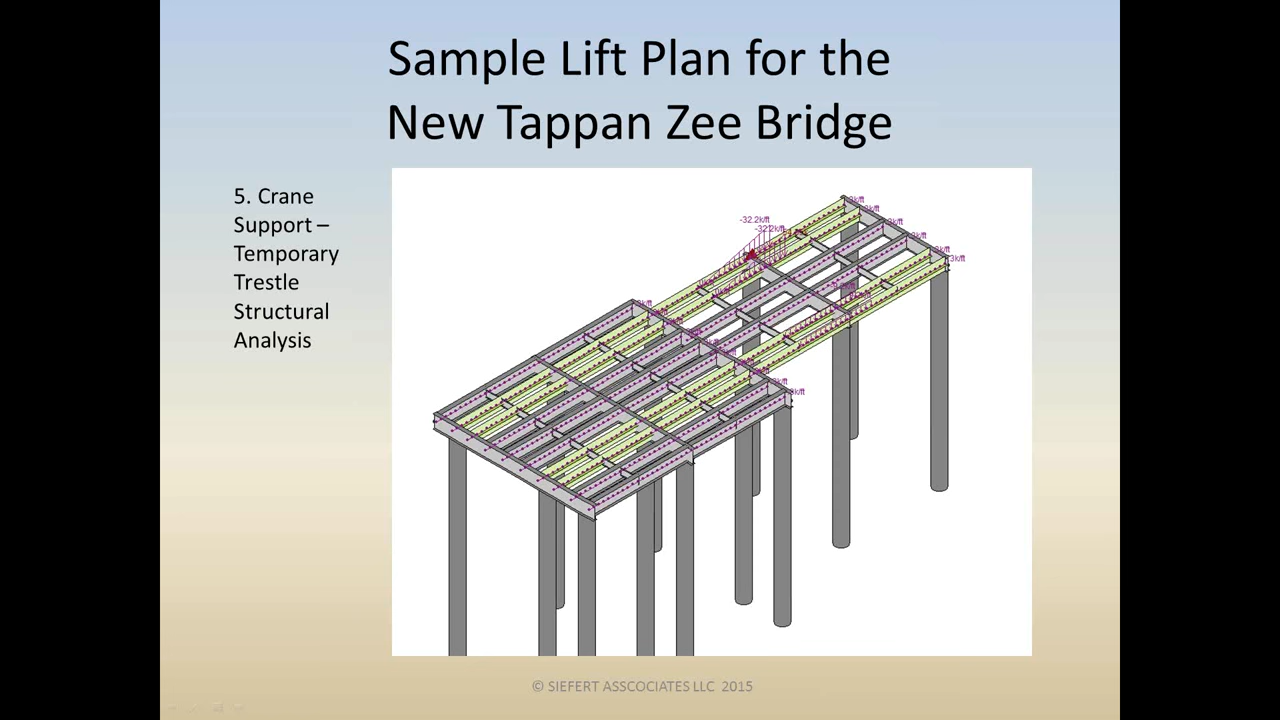 Sample Lift Plan for the
New Tappan Zee Bridge
5. Crane
Support –
Temporary
Trestle
Structural
Analysis
-32.2k/ft
© SIEFERT ASSCOCIATES LLC 2015